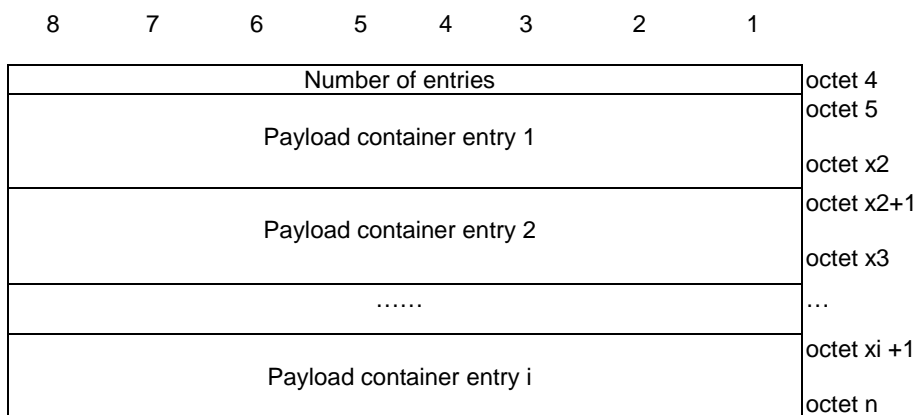 8 7 6 5 4 3 2 1
Number of entries octet 4
octet 5
Payload container entry 1
octet x2
octet x2+1
Payload container entry 2
octet x3
…… …
octet xi +1
Payload container entry i
octet n